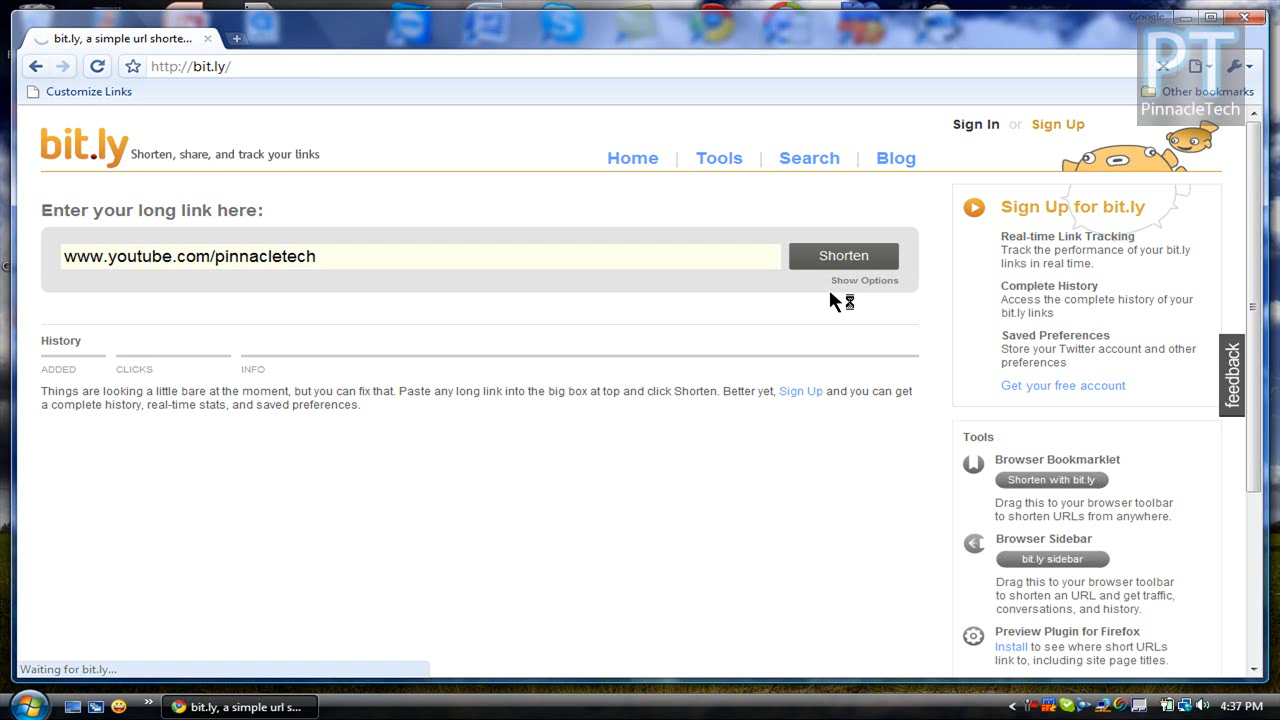 Google
bit.ly, a simple url shorte...
http://bit.ly/
Customize Links
Other bookmarks
PT
PinnacleTech
Sign In or Sign Up
bit.ly Shorten, share, and track your links
Home | Tools | Search | Blog
Enter your long link here:
www.youtube.com/pinnacletech
Shorten
Show Options
History
ADDED CLICKS INFO
Things are looking a little bare at the moment, but you can fix that. Paste any long link into the big box at top and click Shorten. Better yet, Sign Up and you can get
a complete history, real-time stats, and saved preferences.
Sign Up for bit.ly
Real-time Link Tracking
Track the performance of your bit.ly
links in real time.
Complete History
Access the complete history of your
bit.ly links
Saved Preferences
Store your Twitter account and other
preferences
Get your free account
feedback
Tools
Browser Bookmarklet
Shorten with bit.ly
Drag this to your browser toolbar
to shorten URLs from anywhere.
Browser Sidebar
bit.ly sidebar
Drag this to your browser toolbar
to shorten an URL and get traffic,
conversations, and history.
Preview Plugin for Firefox
Install to see where short URLs
link to, including site page titles.
Waiting for bit.ly...
bit.ly, a simple url s...
4:37 PM